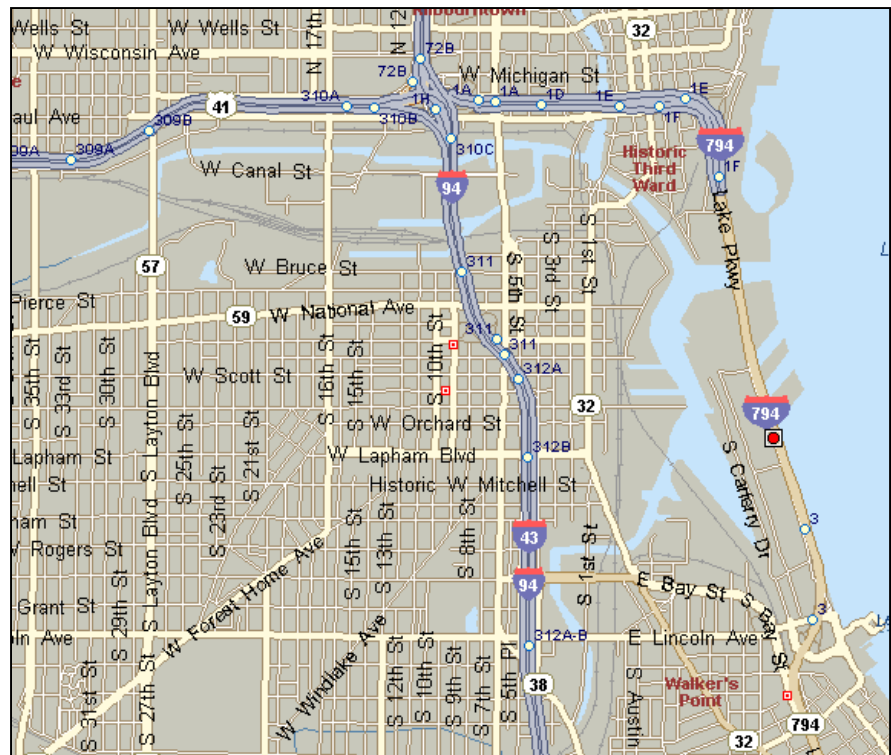 Wells St
W Wells St
Kilbourntown
N 12
N 17th
32
W Wisconsin Ave
72B
72B
W Michigan St
41
310A
1H
1A
1A
1D
1E
1E
1F
aul Ave
309B
310B
310C
794
09A
309A
W Canal St
94
Historic
Third
Ward
1F
Lake Pkwy
S 1st St
S 3rd St
S 5th St
57
W Bruce St
311
Pierce St
59
W National Ave
311
311
S 10th St
312A
S 35th St
S 33rd St
S 30th St
S Layton Blvd
W Scott St
S 16th St
S 15th St
32
794
W Orchard St
S 25th St
S 21st St
S 23rd St
Lapham St
W Lapham Blvd
312B
S Carferry Dr
ell St
Historic W Mitchell St
ham St
43
3
W Rogers St
S Layton Blvd
S 15th St
S 13th St
S 8th St
S 1st St
94
E Bay St
S Bay St
Grant St
S 29th St
W Forest Home Ave
3
oln Ave
W Windlake Ave
312A-B
E Lincoln Ave
S 31st St
S 27th St
S 12th St
S 10th St
S 9th St
S 7th St
S 5th Pl
38
S Austin
Walker's
Point
32
794